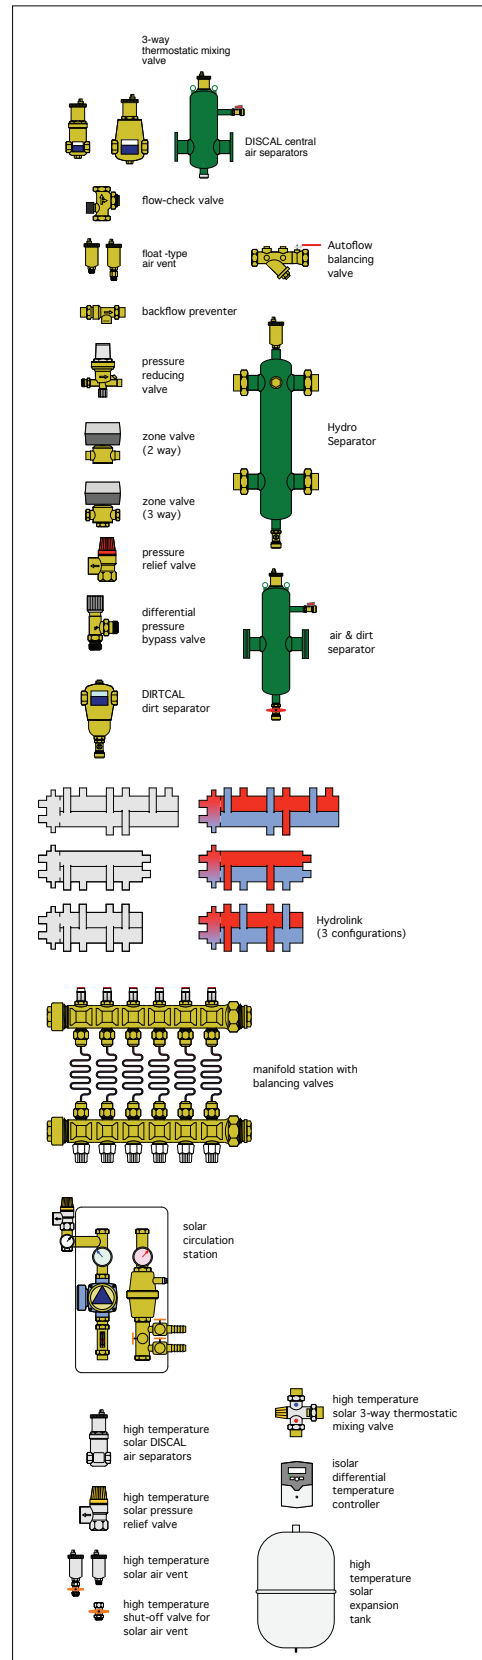 3-way
thermostatic mixing
valve
DISCAL central
air separators
flow-check valve
float -type
air vent
Autoflow
balancing
valve
backflow preventer
pressure
reducing
valve
Hydro
Separator
zone valve
(2 way)
zone valve
(3 way)
pressure
relief valve
differential
pressure
bypass valve
air & dirt
separator
DIRTCAL
dirt separator
Hydrolink
(3 configurations)
manifold station with
balancing valves
solar
circulation
station
high temperature
solar 3-way thermostatic
mixing valve
high temperature
solar DISCAL
air separators
isolar
differential
temperature
controller
high temperature
solar pressure
relief valve
high temperature
solar air vent
high
temperature
solar
expansion
tank
high temperature
shut-off valve for
solar air vent